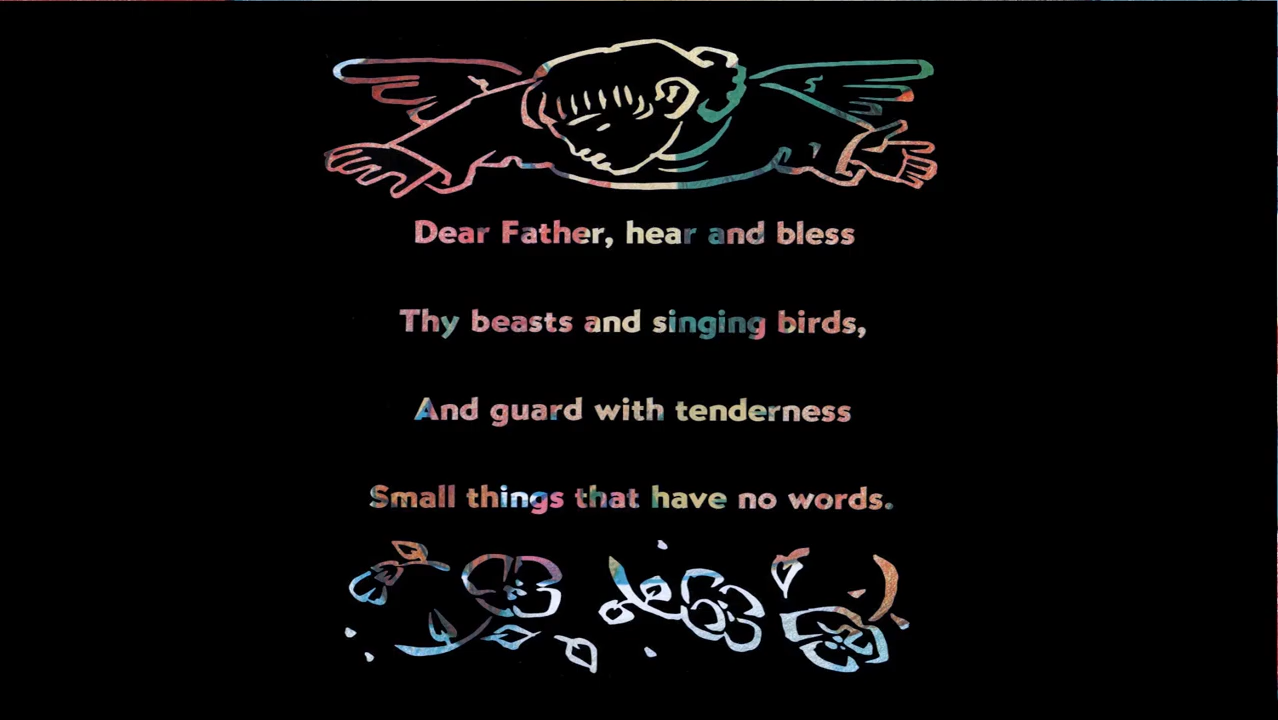 Dear Father, hear and bless
Thy beasts and singing birds,
And guard with tenderness
Small things that have no words.